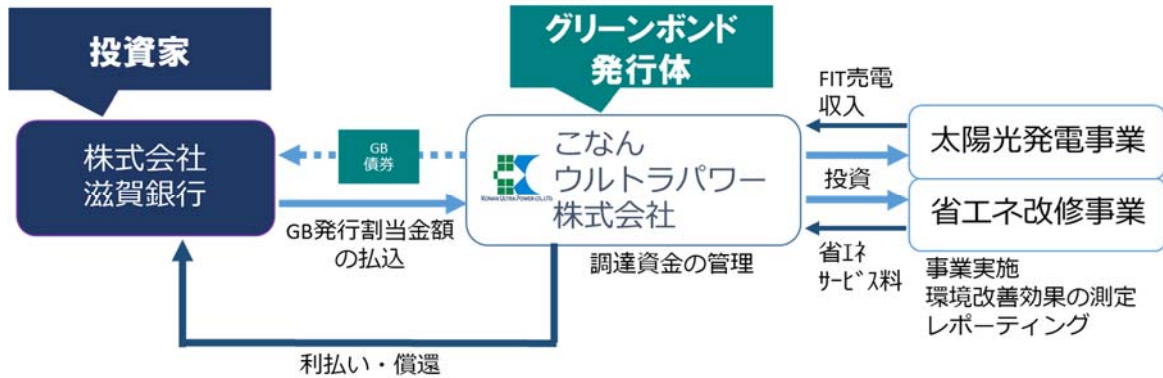 投資家
グリーンボンド
発行体
株式会社
滋賀銀行
GB
債券
GB発行割当金額
の払込
KONAN ULTRA POWER CO.,LTD.
こなん
ウルトラパワー
株式会社
調達資金の管理
FIT売電
収入
投資
省ｴﾈ
ｻｰﾋﾞｽ料
太陽光発電事業
省エネ改修事業
事業実施
環境改善効果の測定
レポーティング
利払い・償還